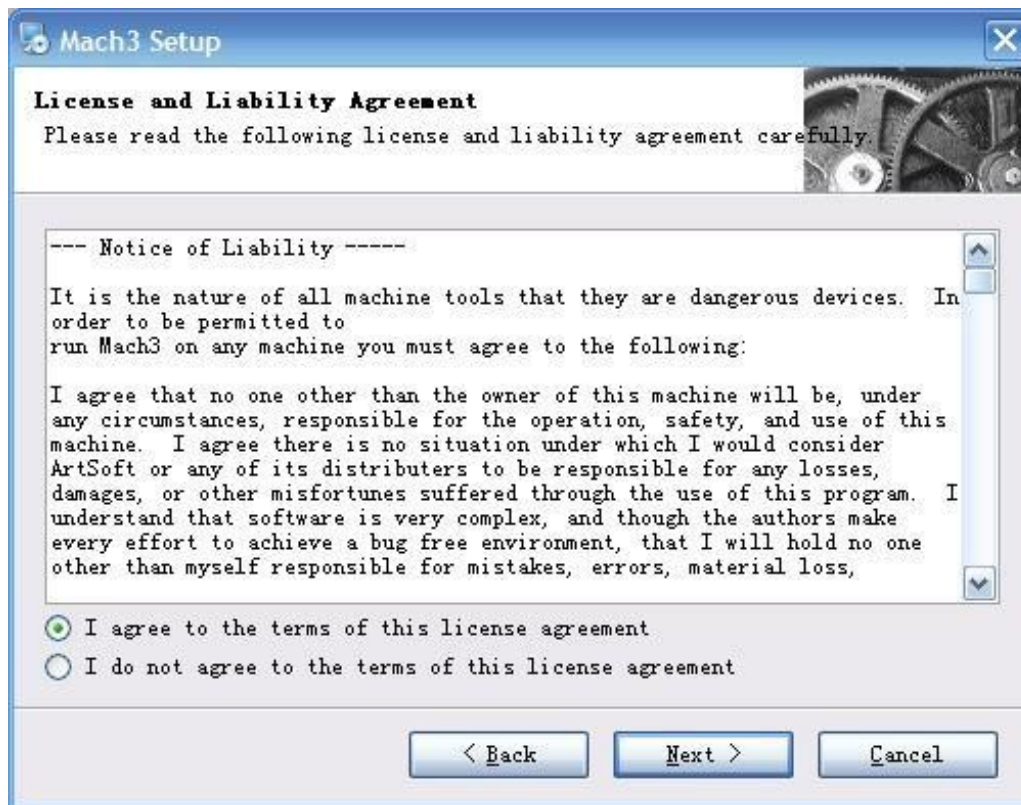 Mach3 Setup
License and Liability Agreement
Please read the following license and liability agreement carefully.
--- Notice of Liability -----
It is the nature of all machine tools that they are dangerous devices.  In
order to be permitted to
run Mach3 on any machine you must agree to the following:
I agree that no one other than the owner of this machine will be, under
any circumstances, responsible for the operation, safety, and use of this
machine.  I agree there is no situation under which I would consider
ArtSoft or any of its distributers to be responsible for any losses,
damages, or other misfortunes suffered through the use of this program.  I
understand that software is very complex, and though the authors make
every effort to achieve a bug free environment, that I will hold no one
other than myself responsible for mistakes, errors, material loss,
I agree to the terms of this license agreement
I do not agree to the terms of this license agreement
< Back Next > Cancel